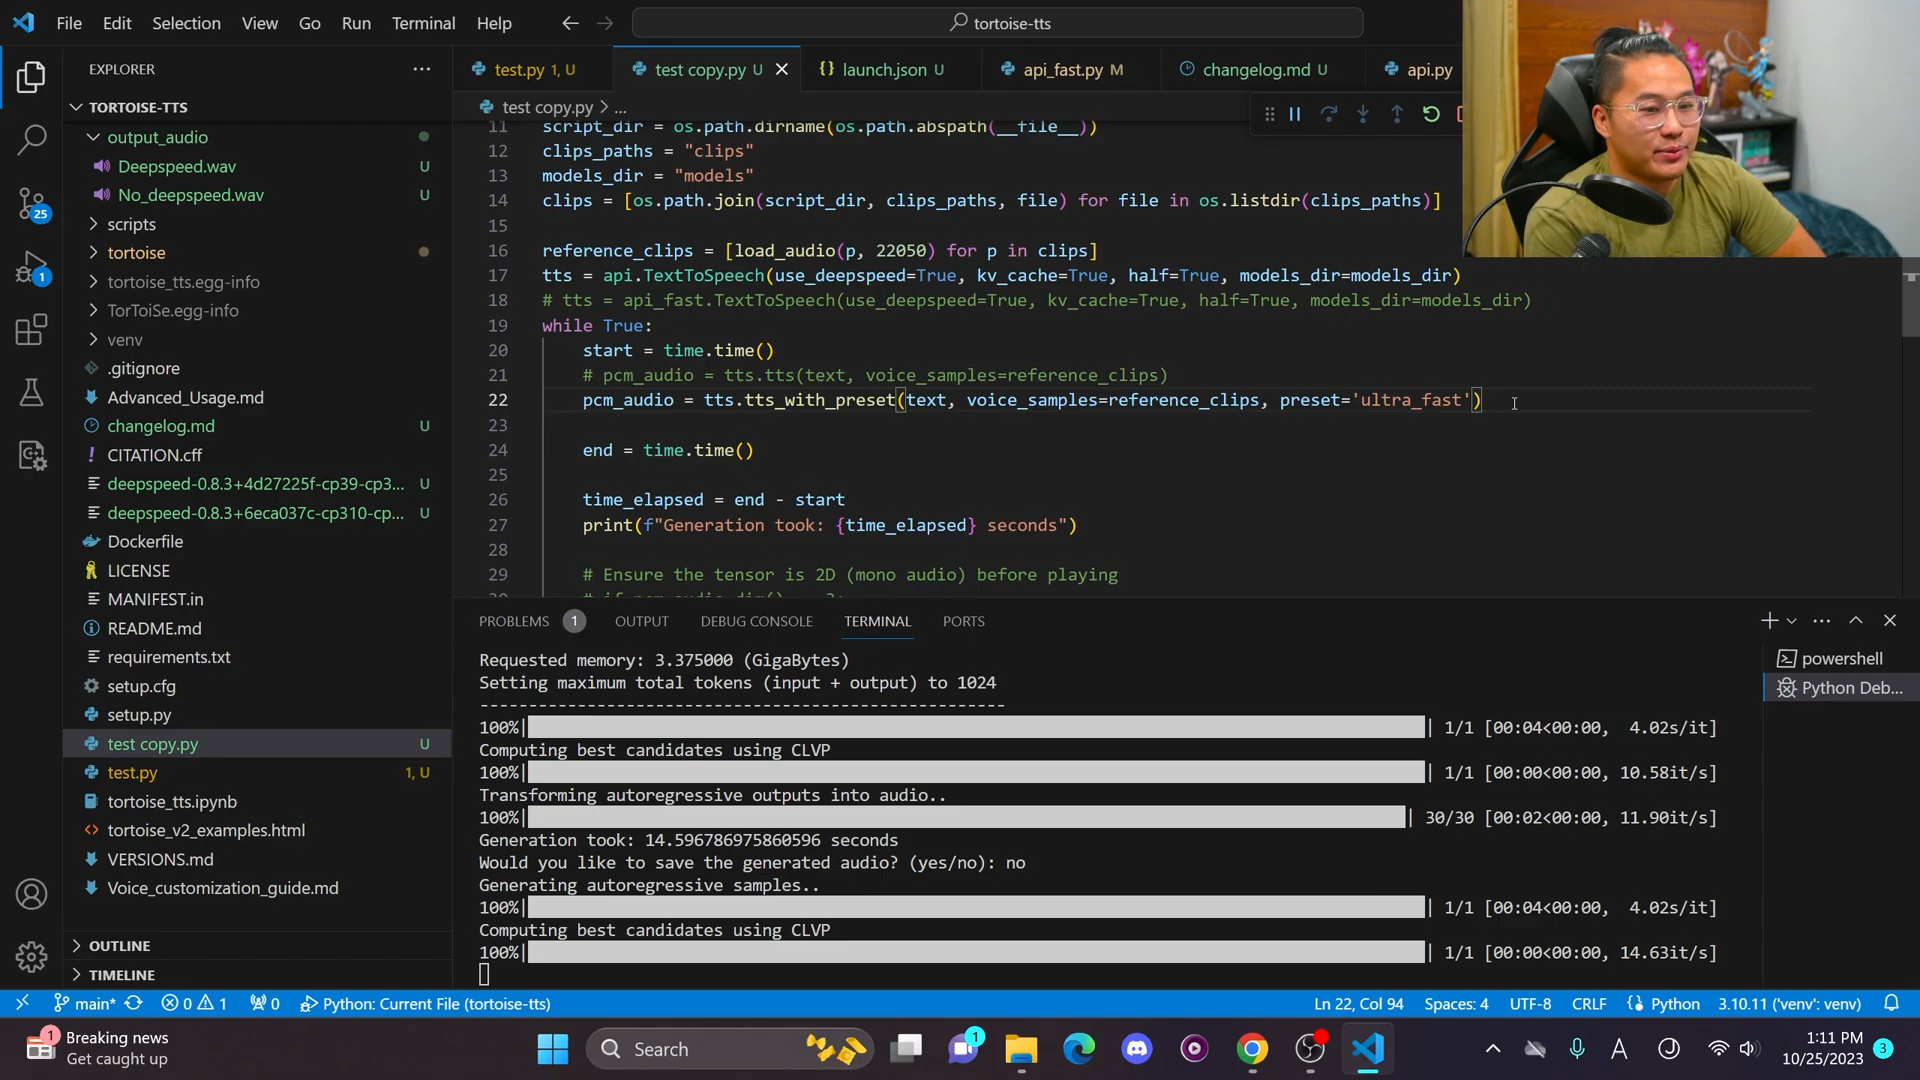 File Edit Selection View Go Run Terminal Help
tortoise-tts
EXPLORER
test.py 1, U
test copy.py U
launch.json U
api_fast.py M
changelog.md U
api.py
TORTOISE-TTS
output_audio
Deepspeed.wav U
No_deepspeed.wav U
scripts
tortoise
tortoise_tts.egg-info
TorToiSe.egg-info
venv
.gitignore
Advanced_Usage.md
changelog.md U
CITATION.cff
deepspeed-0.8.3+4d27225f-cp39-cp3... U
deepspeed-0.8.3+6eca037c-cp310-cp... U
Dockerfile
LICENSE
MANIFEST.in
README.md
requirements.txt
setup.cfg
setup.py
test copy.py U
test.py 1, U
tortoise_tts.ipynb
tortoise_v2_examples.html
VERSIONS.md
Voice_customization_guide.md
OUTLINE
TIMELINE
25
1
test copy.py > ...
11 script_dir = os.path.dirname(os.path.abspath(__file__))
12 clips_paths = "clips"
13 models_dir = "models"
14 clips = [os.path.join(script_dir, clips_paths, file) for file in os.listdir(clips_paths)]
15
16 reference_clips = [load_audio(p, 22050) for p in clips]
17 tts = api.TextToSpeech(use_deepspeed=True, kv_cache=True, half=True, models_dir=models_dir)
18 # tts = api_fast.TextToSpeech(use_deepspeed=True, kv_cache=True, half=True, models_dir=models_dir)
19 while True:
20 start = time.time()
21 # pcm_audio = tts.tts(text, voice_samples=reference_clips)
22 pcm_audio = tts.tts_with_preset(text, voice_samples=reference_clips, preset='ultra_fast')
23
24 end = time.time()
25
26 time_elapsed = end - start
27 print(f"Generation took: {time_elapsed} seconds")
28
29 # Ensure the tensor is 2D (mono audio) before playing
PROBLEMS 1 OUTPUT DEBUG CONSOLE TERMINAL PORTS
powershell
Python Deb...
Requested memory: 3.375000 (GigaBytes)
Setting maximum total tokens (input + output) to 1024
----------------------------------------------------
100%| | 1/1 [00:04<00:00, 4.02s/it]
Computing best candidates using CLVP
100%| | 1/1 [00:00<00:00, 10.58it/s]
Transforming autoregressive outputs into audio..
100%| | 30/30 [00:02<00:00, 11.90it/s]
Generation took: 14.596786975860596 seconds
Would you like to save the generated audio? (yes/no): no
Generating autoregressive samples..
100%| | 1/1 [00:04<00:00, 4.02s/it]
Computing best candidates using CLVP
100%| | 1/1 [00:00<00:00, 14.63it/s]
main* 0 1 0 Python: Current File (tortoise-tts) Ln 22, Col 94 Spaces: 4 UTF-8 CRLF Python 3.10.11 ('venv': venv)
1 Breaking news
Get caught up
Search
1
A
1:11 PM
10/25/2023
3